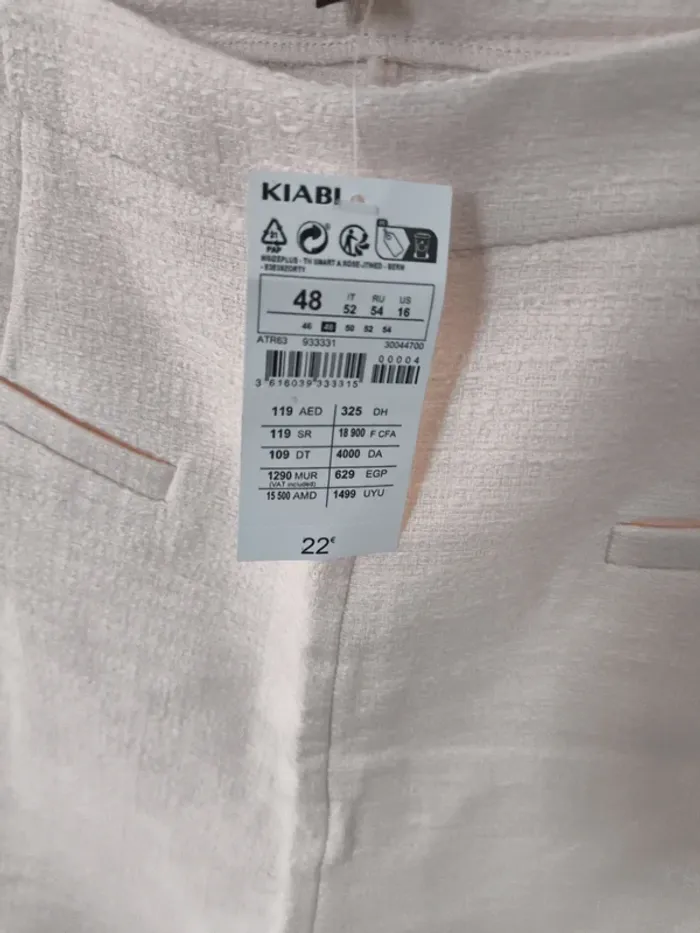 KIABI
21
PAP
48
IT RU US
52 54 16
46 48 50 52 54
ATR63 933331 30044700
00004
3 616039 333315
119 AED 325 DH
119 SR 18 900 F CFA
109 DT 4000 DA
1290 MUR 629 EGP
(VAT included)
15 500 AMD 1499 UYU
22€